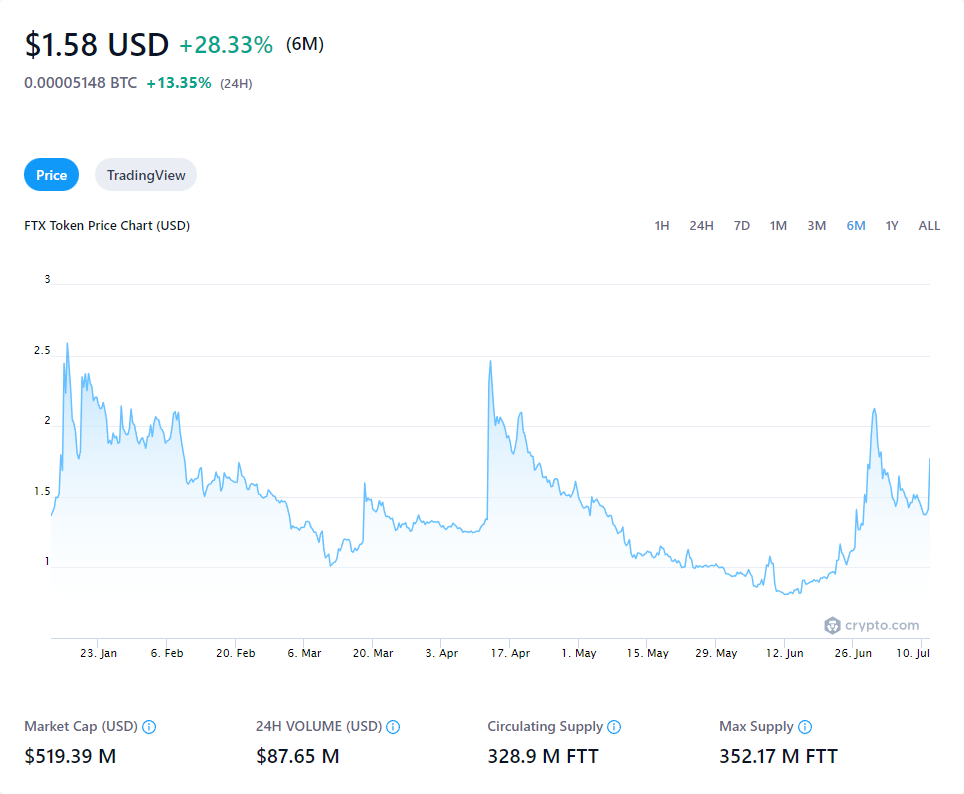 $1.58 USD +28.33% (6M)
0.00005148 BTC +13.35% (24H)
Price TradingView
FTX Token Price Chart (USD) 1H 24H 7D 1M 3M 6M 1Y ALL
3
2.5
2
1.5
1
crypto.com
23. Jan 6. Feb 20. Feb 6. Mar 20. Mar 3. Apr 17. Apr 1. May 15. May 29. May 12. Jun 26. Jun 10. Jul
Market Cap (USD) 24H VOLUME (USD) Circulating Supply Max Supply
$519.39 M $87.65 M 328.9 M FTT 352.17 M FTT